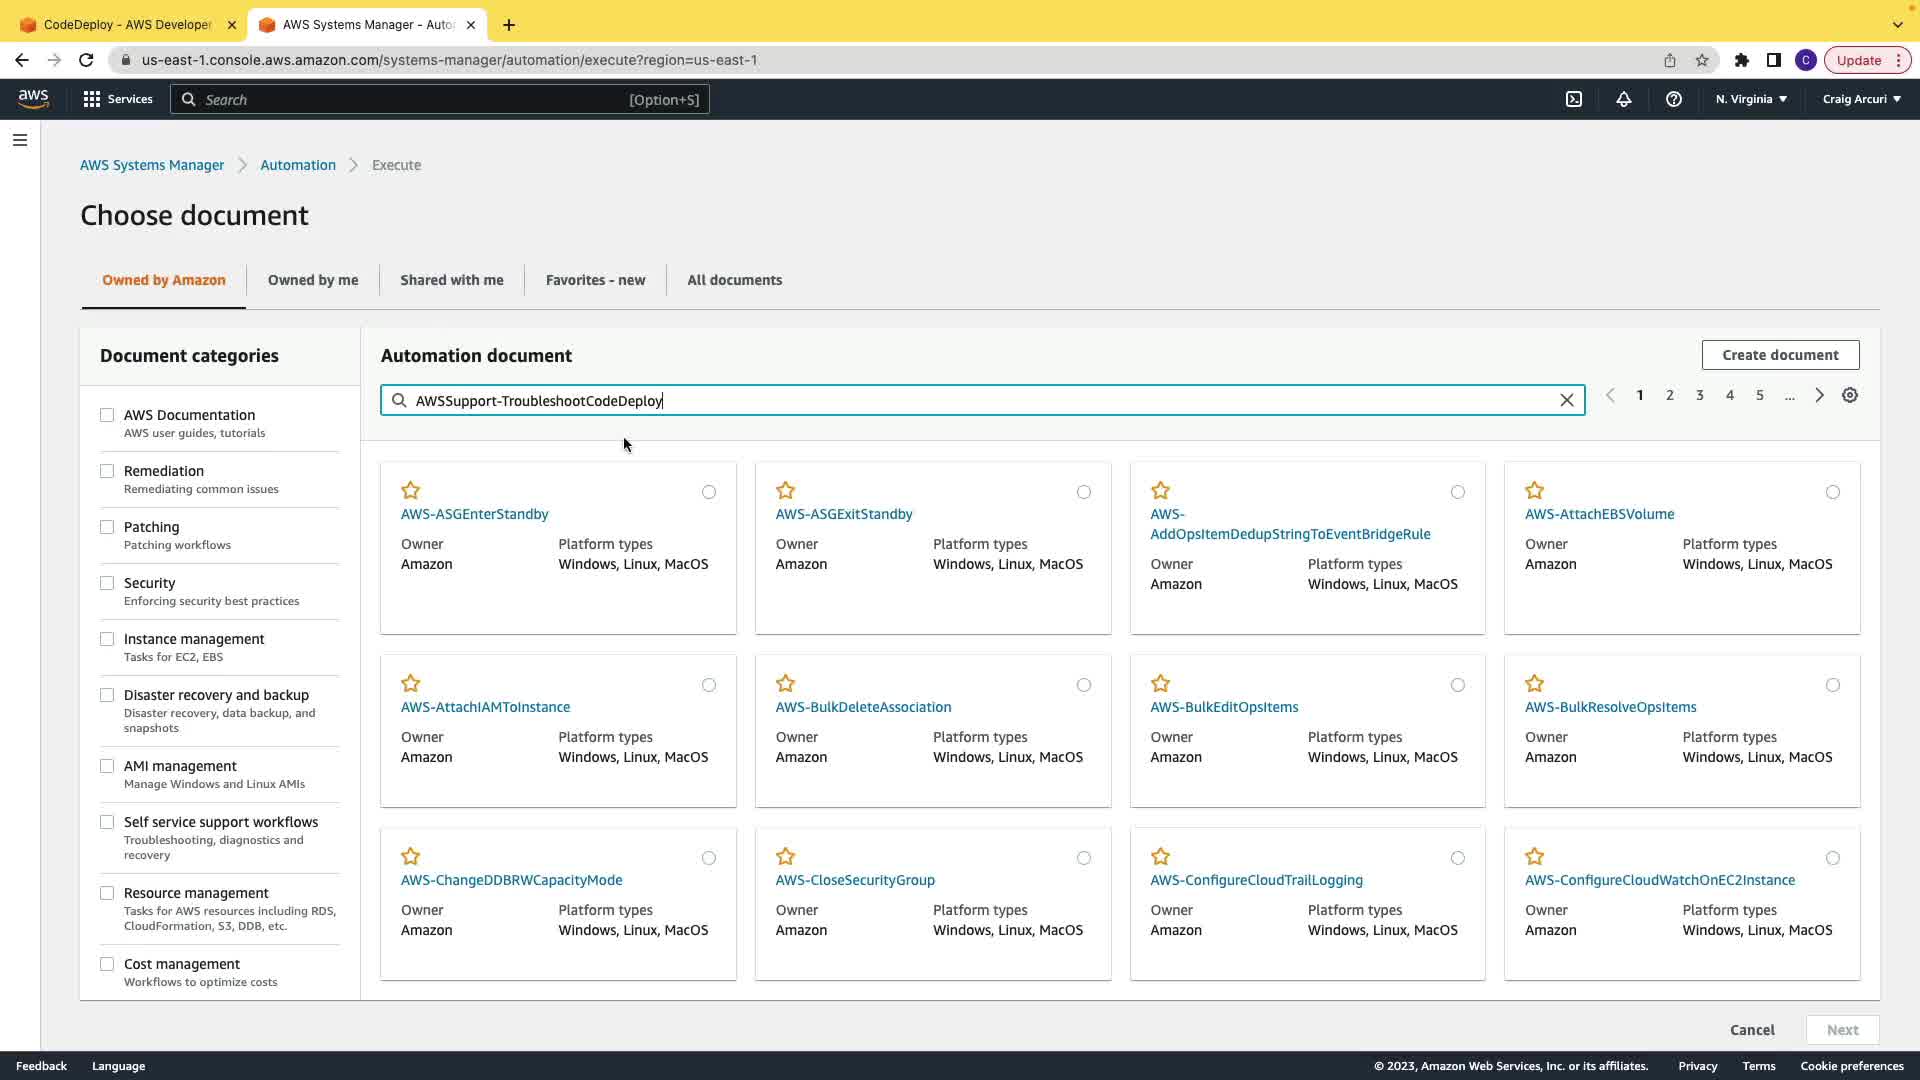 CodeDeploy - AWS Developer
AWS Systems Manager - Auto
us-east-1.console.aws.amazon.com/systems-manager/automation/execute?region=us-east-1
C
Update
aws
Services
Search
[Option+S]
N. Virginia
Craig Arcuri
AWS Systems Manager
Automation
Execute
Choose document
Owned by Amazon
Owned by me
Shared with me
Favorites - new
All documents
Document categories
AWS Documentation
AWS user guides, tutorials
Remediation
Remediating common issues
Patching
Patching workflows
Security
Enforcing security best practices
Instance management
Tasks for EC2, EBS
Disaster recovery and backup
Disaster recovery, data backup, and
snapshots
AMI management
Manage Windows and Linux AMIs
Self service support workflows
Troubleshooting, diagnostics and
recovery
Resource management
Tasks for AWS resources including RDS,
CloudFormation, S3, DDB, etc.
Cost management
Workflows to optimize costs
Automation document
Create document
AWSSupport-TroubleshootCodeDeploy
1 2 3 4 5 ...
AWS-ASGEnterStandby
Owner
Amazon
Platform types
Windows, Linux, MacOS
AWS-ASGExitStandby
Owner
Amazon
Platform types
Windows, Linux, MacOS
AWS-
AddOpsItemDedupStringToEventBridgeRule
Owner
Amazon
Platform types
Windows, Linux, MacOS
AWS-AttachEBSVolume
Owner
Amazon
Platform types
Windows, Linux, MacOS
AWS-AttachIAMToInstance
Owner
Amazon
Platform types
Windows, Linux, MacOS
AWS-BulkDeleteAssociation
Owner
Amazon
Platform types
Windows, Linux, MacOS
AWS-BulkEditOpsItems
Owner
Amazon
Platform types
Windows, Linux, MacOS
AWS-BulkResolveOpsItems
Owner
Amazon
Platform types
Windows, Linux, MacOS
AWS-ChangeDDBRWCapacityMode
Owner
Amazon
Platform types
Windows, Linux, MacOS
AWS-CloseSecurityGroup
Owner
Amazon
Platform types
Windows, Linux, MacOS
AWS-ConfigureCloudTrailLogging
Owner
Amazon
Platform types
Windows, Linux, MacOS
AWS-ConfigureCloudWatchOnEC2Instance
Owner
Amazon
Platform types
Windows, Linux, MacOS
Cancel
Next
Feedback
Language
© 2023, Amazon Web Services, Inc. or its affiliates.
Privacy
Terms
Cookie preferences